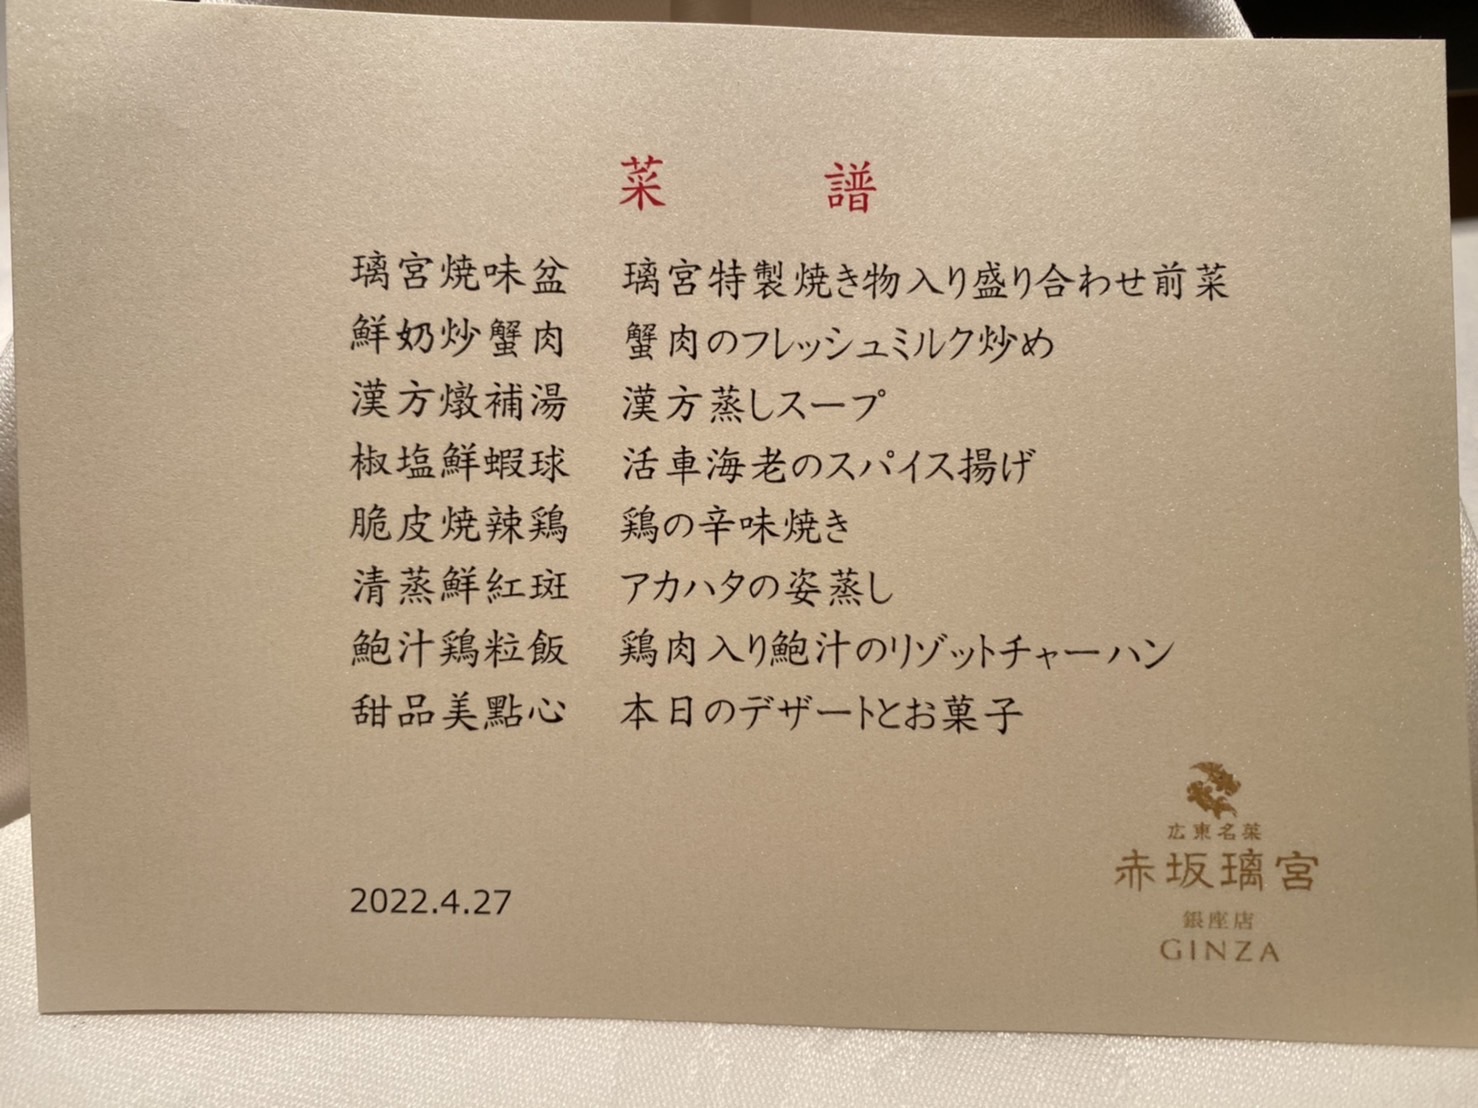 菜 譜
璃宮焼味盆 璃宮特製焼き物入り盛り合わせ前菜
鮮奶炒蟹肉 蟹肉のフレッシュミルク炒め
漢方燉補湯 漢方蒸しスープ
椒塩鮮蝦球 活車海老のスパイス揚げ
脆皮焼辣鶏 鶏の辛味焼き
清蒸鮮紅斑 アカハタの姿蒸し
鮑汁鶏粒飯 鶏肉入り鮑汁のリゾットチャーハン
甜品美點心 本日のデザートとお菓子
2022.4.27
広東名菜
赤坂璃宮
銀座店
GINZA